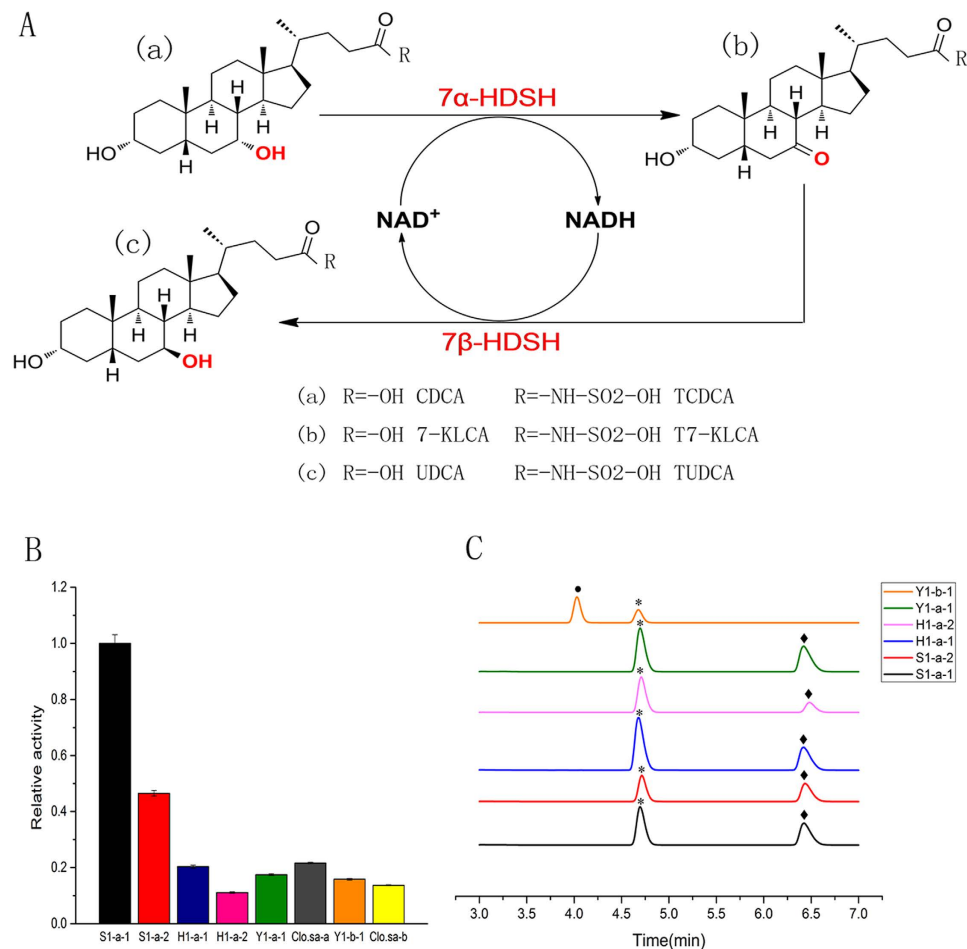 A
(a)
O
R
H
H
H
HO
OH
H
7α-HDSH
(b)
O
R
H
H
H
HO
O
H
NAD+
NADH
(c)
O
R
H
H
H
HO
OH
H
7β-HDSH
(a) R=-OH CDCA R=-NH-SO2-OH TCDCA
(b) R=-OH 7-KLCA R=-NH-SO2-OH T7-KLCA
(c) R=-OH UDCA R=-NH-SO2-OH TUDCA
B
Relative activity
1.2
1.0
0.8
0.6
0.4
0.2
0.0
S1-a-1 S1-a-2 H1-a-1 H1-a-2 Y1-a-1 Clo.sa-a Y1-b-1 Clo.sa-b
C
Y1-b-1
Y1-a-1
H1-a-2
H1-a-1
S1-a-2
S1-a-1
3.0 3.5 4.0 4.5 5.0 5.5 6.0 6.5 7.0
Time(min)